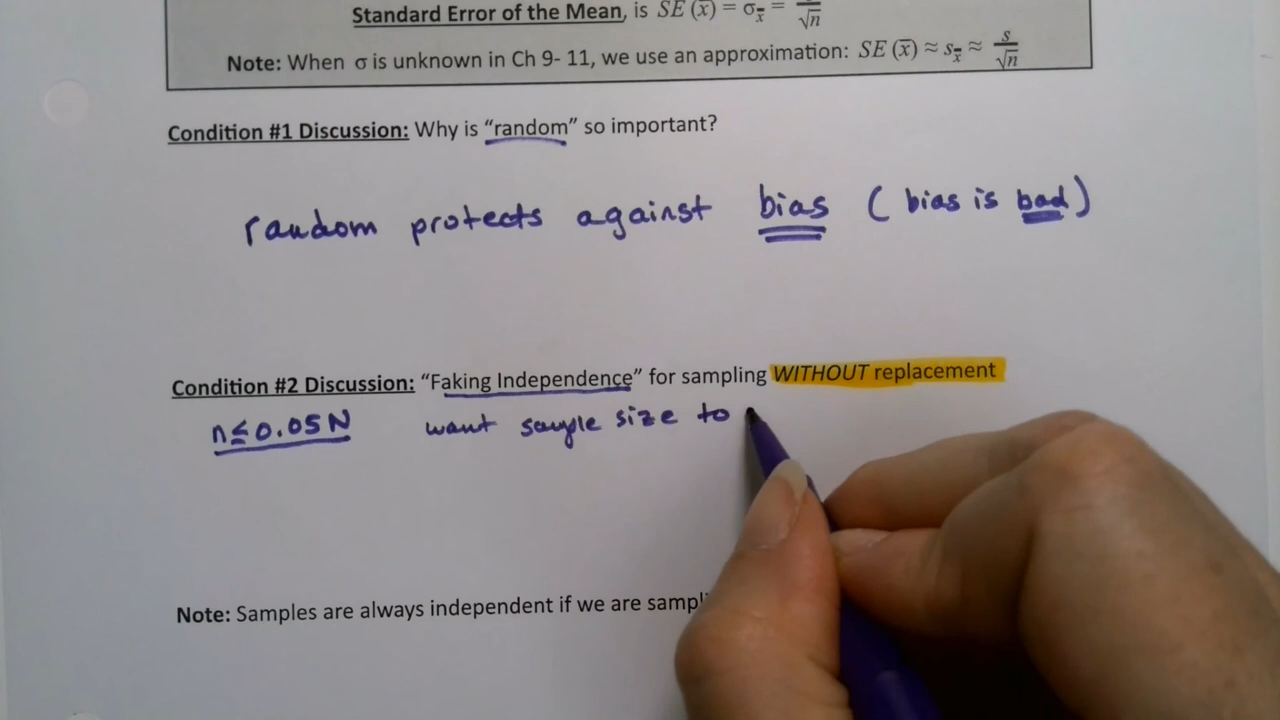 Standard Error of the Mean, is SE (x̄) = σx̄ = /√n
Note: When σ is unknown in Ch 9- 11, we use an approximation: SE (x̄) ≈ sx̄ ≈ s/√n
Condition #1 Discussion: Why is “random” so important?
random protects against bias ( bias is bad )
Condition #2 Discussion: “Faking Independence” for sampling WITHOUT replacement
n ≤ 0.05N want sample size to
Note: Samples are always independent if we are sampl